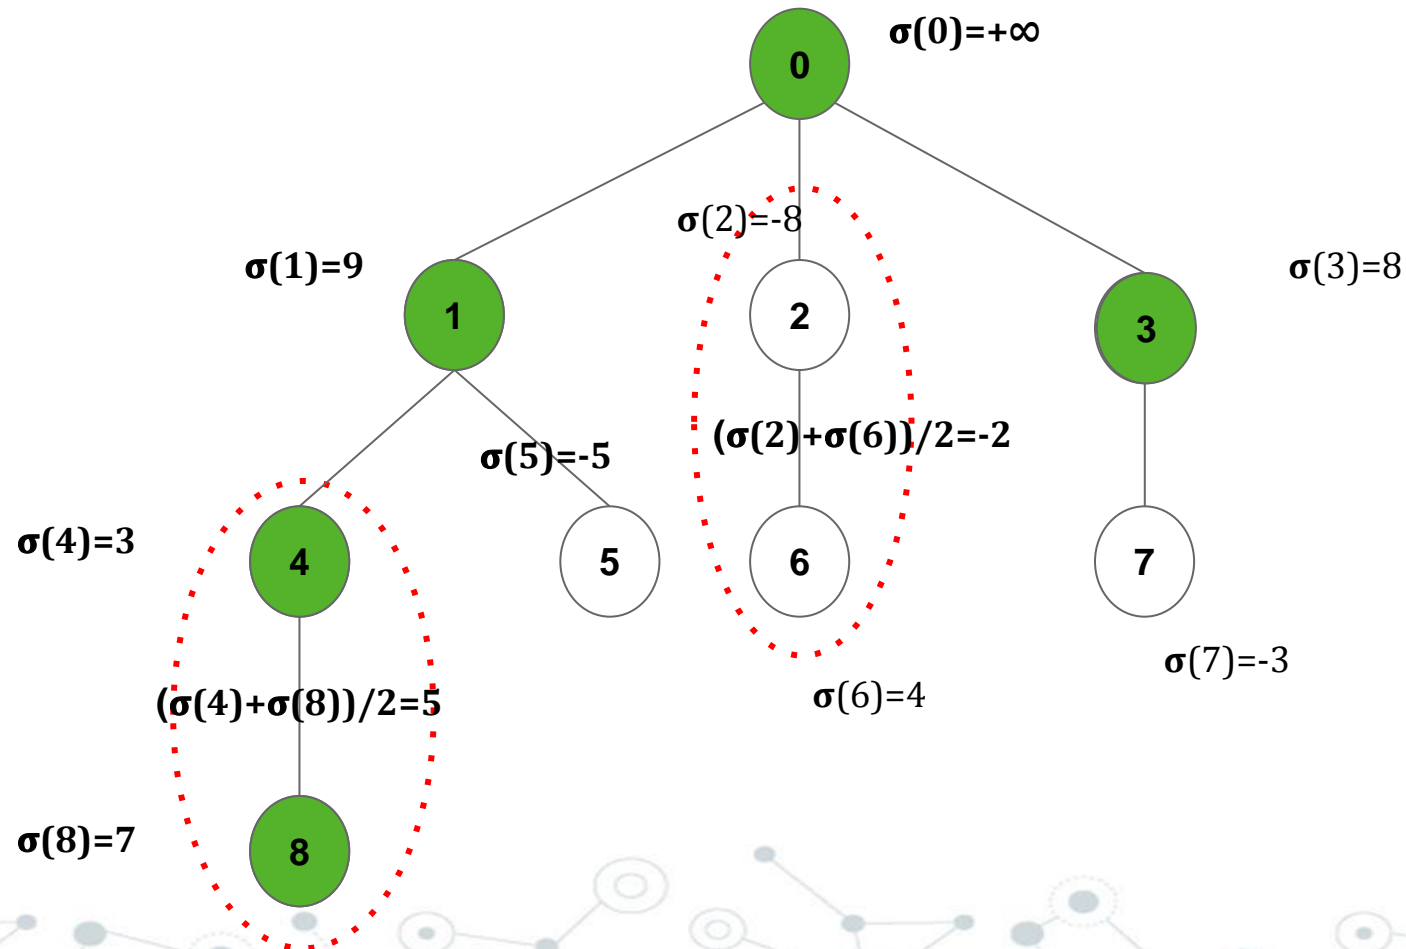 σ(0)=+∞
0
σ(2)=-8
σ(1)=9
σ(3)=8
1
2
3
(σ(2)+σ(6))/2=-2
σ(5)=-5
σ(4)=3
4
5
6
7
σ(7)=-3
σ(6)=4
(σ(4)+σ(8))/2=5
σ(8)=7
8